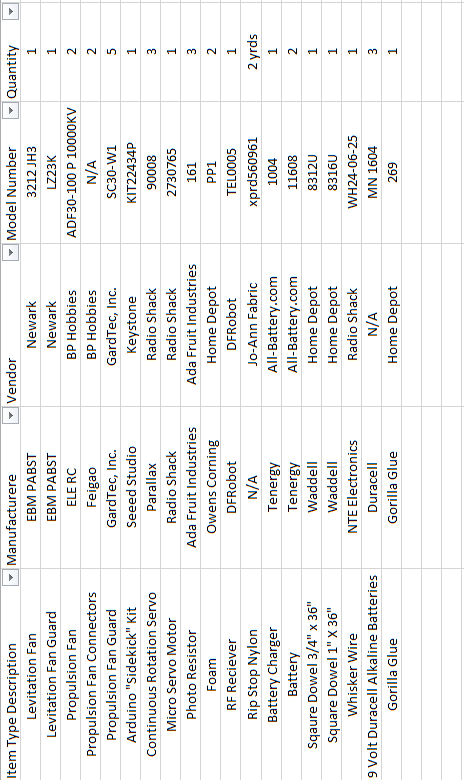 Item Type Description Manufacturere Vendor Model Number Quantity
Levitation Fan EBM PABST Newark 3212 JH3 1
Levitation Fan Guard EBM PABST Newark LZ23K 1
Propulsion Fan ELE RC BP Hobbies ADF30-100 P 10000KV 2
Propulsion Fan Connectors Feigao BP Hobbies N/A 2
Propulsion Fan Guard GardTec, Inc. GardTec, Inc. SC30-W1 5
Arduino "Sidekick" Kit Seeed Studio Keystone KIT22434P 1
Continuous Rotation Servo Parallax Radio Shack 90008 3
Micro Servo Motor Radio Shack Radio Shack 2730765 1
Photo Resistor Ada Fruit Industries Ada Fruit Industries 161 3
Foam Owens Corning Home Depot PP1 2
RF Reciever DFRobot DFRobot TEL0005 1
Rip Stop Nylon N/A Jo-Ann Fabric xprd560961 2 yrds
Battery Charger Tenergy All-Battery.com 1004 1
Battery Tenergy All-Battery.com 11608 2
Sqaure Dowel 3/4" x 36" Waddell Home Depot 8312U 1
Square Dowel 1" X 36" Waddell Home Depot 8316U 1
Whisker Wire NTE Electronics Radio Shack WH24-06-25 1
9 Volt Duracell Alkaline Batteries Duracell N/A MN 1604 3
Gorilla Glue Gorilla Glue Home Depot 269 1